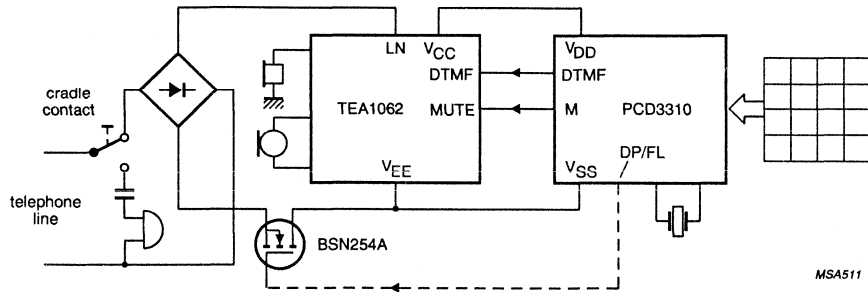 LN
VCC
VDD
DTMF
DTMF
cradle
contact
TEA1062
MUTE
M
PCD3310
DP/FL
VEE
VSS
telephone
line
BSN254A
MSA511